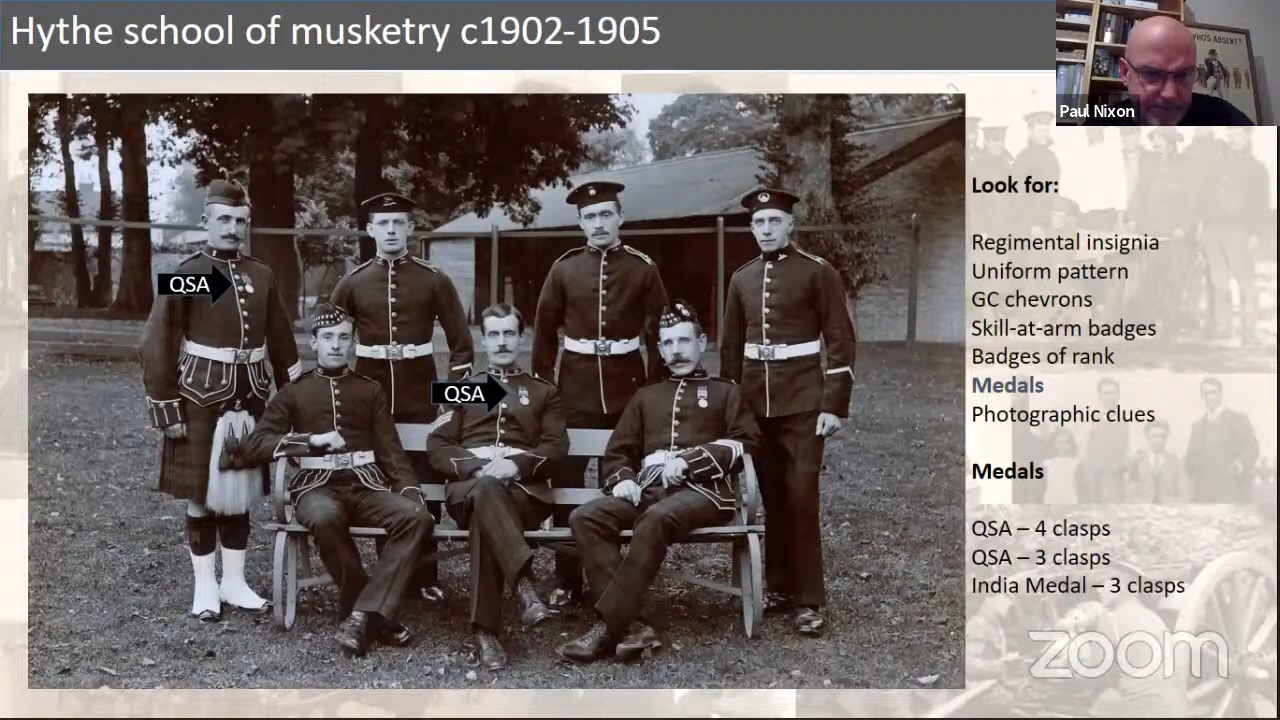 Hythe school of musketry c1902-1905
WHOS ABSENT?
Paul Nixon
QSA
QSA
Look for:
Regimental insignia
Uniform pattern
GC chevrons
Skill-at-arm badges
Badges of rank
Medals
Photographic clues
Medals
QSA – 4 clasps
QSA – 3 clasps
India Medal – 3 clasps
zoom